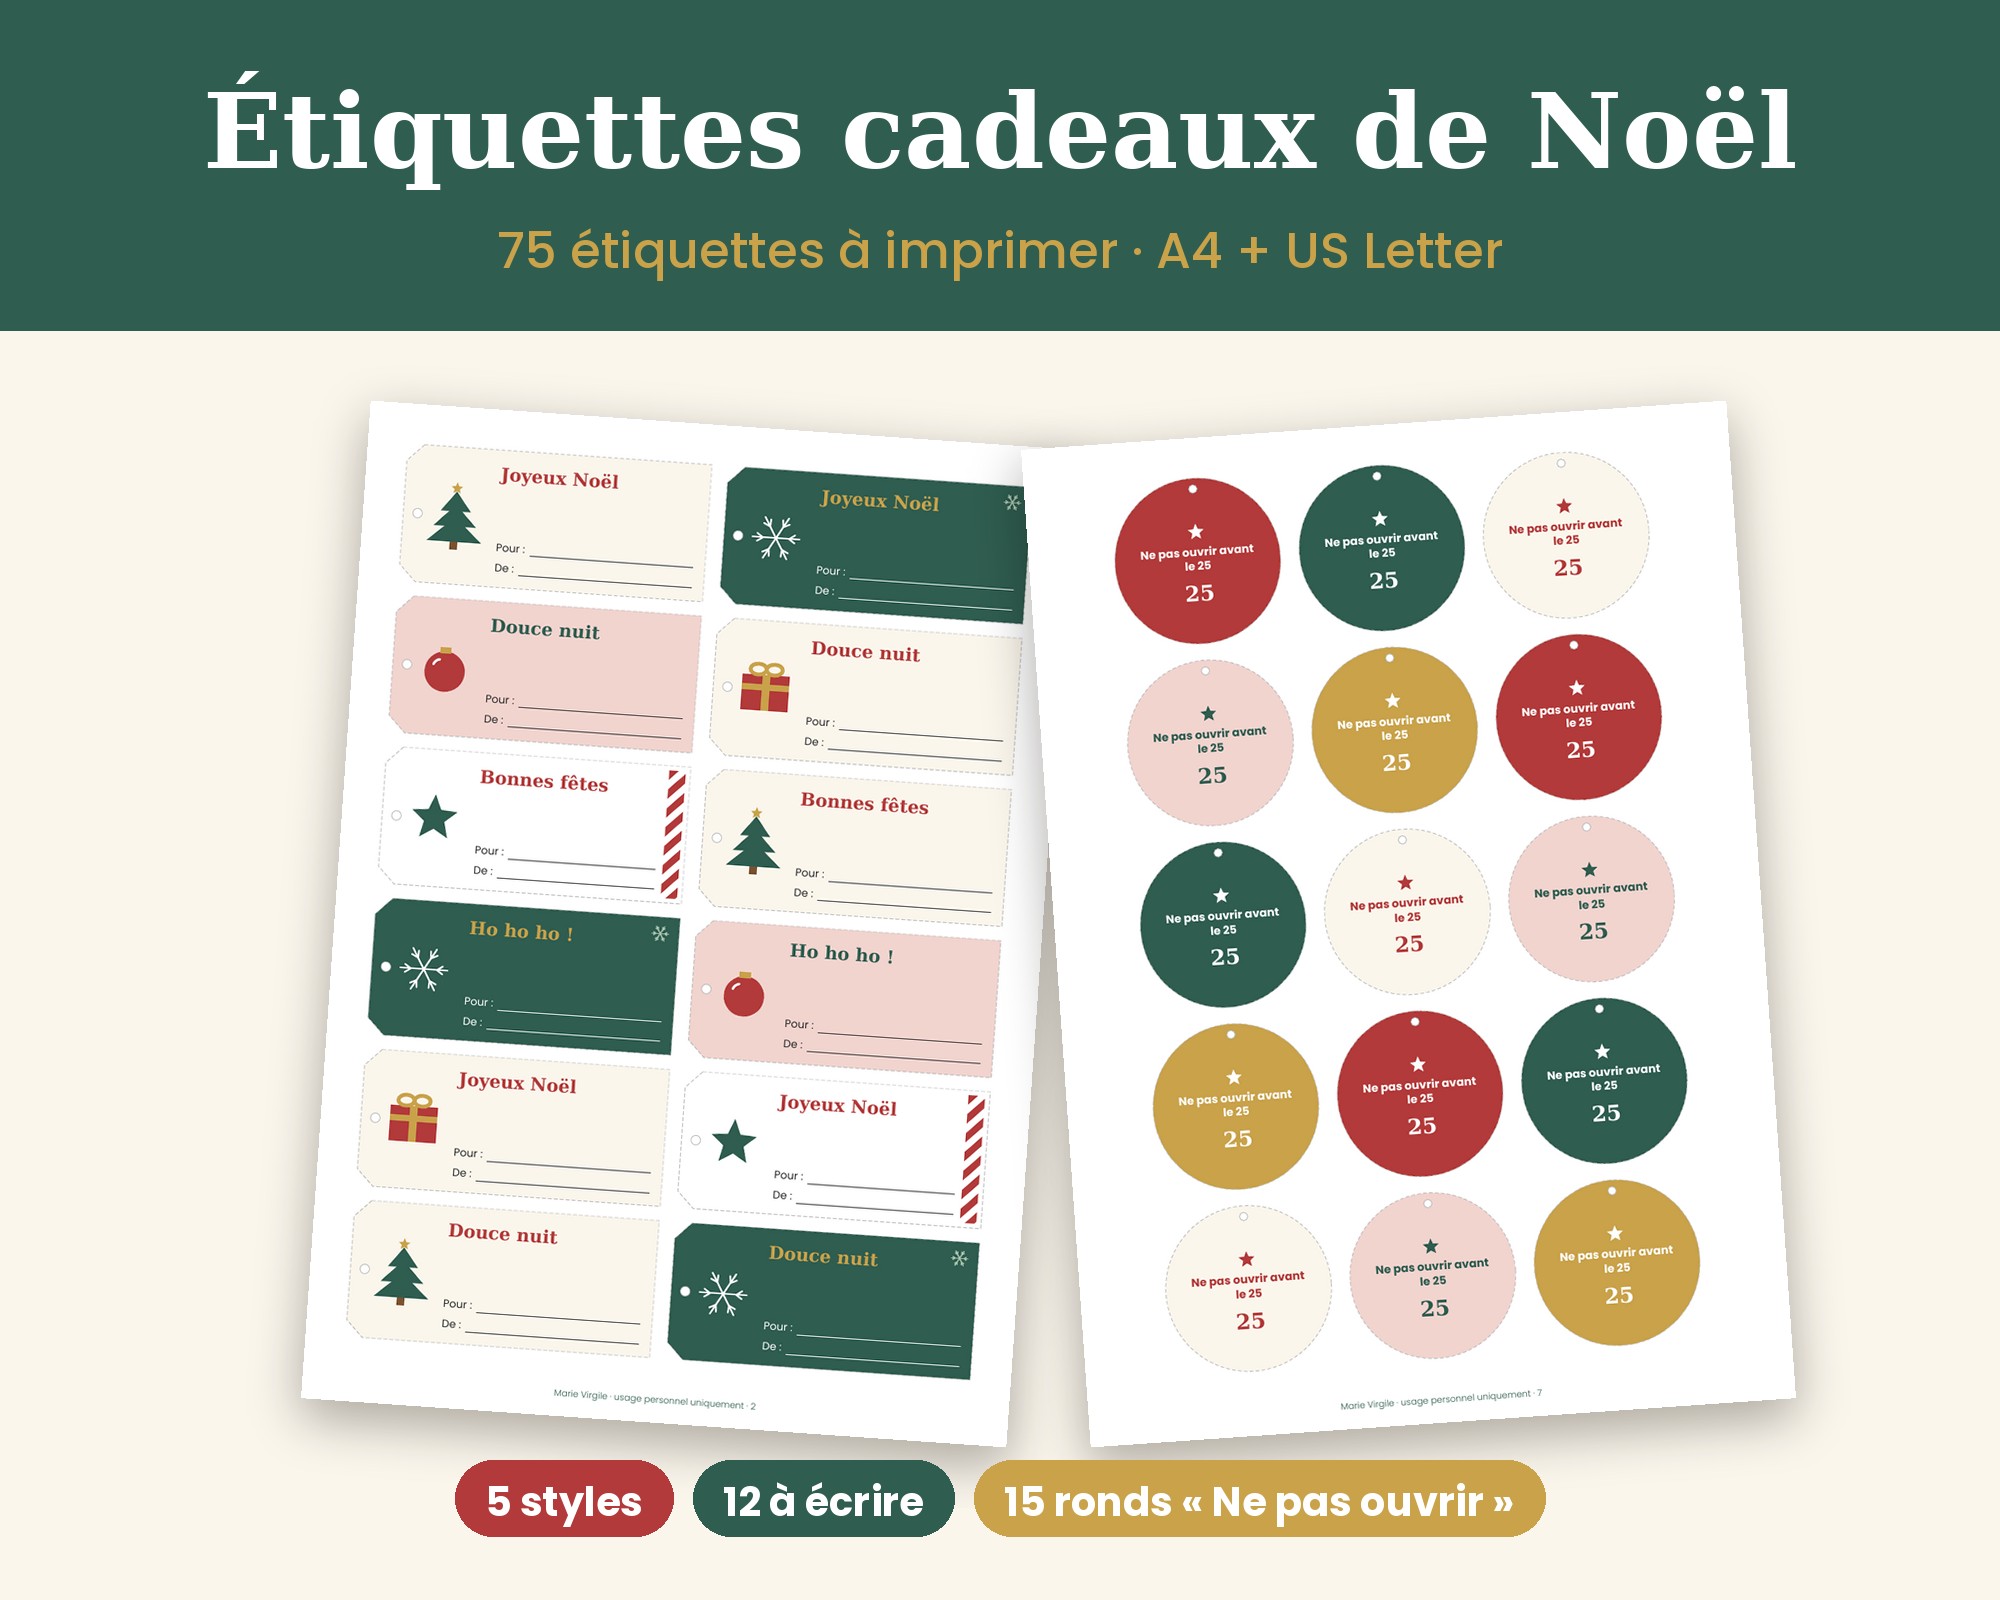 Étiquettes cadeaux de Noël
75 étiquettes à imprimer · A4 + US Letter
Joyeux Noël
Pour :
De :
Joyeux Noël
Pour :
De :
Douce nuit
Pour :
De :
Douce nuit
Pour :
De :
Bonnes fêtes
Pour :
De :
Bonnes fêtes
Pour :
De :
Ho ho ho !
Pour :
De :
Ho ho ho !
Pour :
De :
Joyeux Noël
Pour :
De :
Joyeux Noël
Pour :
De :
Douce nuit
Pour :
De :
Douce nuit
Pour :
De :
Marie Virgile · usage personnel uniquement · 2
Ne pas ouvrir avant
le 25
25
Ne pas ouvrir avant
le 25
25
Ne pas ouvrir avant
le 25
25
Ne pas ouvrir avant
le 25
25
Ne pas ouvrir avant
le 25
25
Ne pas ouvrir avant
le 25
25
Ne pas ouvrir avant
le 25
25
Ne pas ouvrir avant
le 25
25
Ne pas ouvrir avant
le 25
25
Ne pas ouvrir avant
le 25
25
Ne pas ouvrir avant
le 25
25
Ne pas ouvrir avant
le 25
25
Ne pas ouvrir avant
le 25
25
Ne pas ouvrir avant
le 25
25
Ne pas ouvrir avant
le 25
25
Marie Virgile · usage personnel uniquement · 7
5 styles
12 à écrire
15 ronds « Ne pas ouvrir »